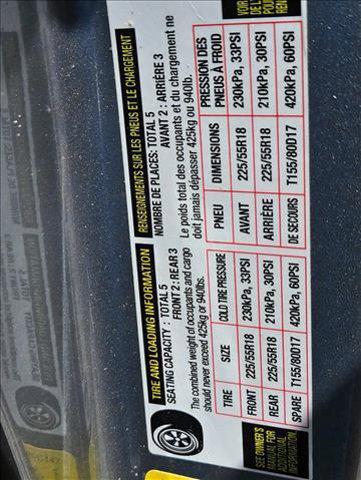 TIRE AND LOADING INFORMATION
SEATING CAPACITY : TOTAL 5
FRONT 2: REAR 3
The combined weight of occupants and cargo
should never exceed 425kg or 940lbs.
TIRE SIZE COLD TIRE PRESSURE
FRONT 225/55R18 230kPa, 33PSI
REAR 225/55R18 210kPa, 30PSI
SPARE T155/80D17 420kPa, 60PSI
SEE OWNER'S
MANUAL FOR
ADDITIONAL
INFORMATION
RENSEIGNEMENTS SUR LES PNEUS ET LE CHARGEMENT
NOMBRE DE PLACES: TOTAL 5
AVANT 2 : ARRIÈRE 3
Le poids total des occupants et du chargement ne
doit jamais dépasser 425kg ou 940lb.
PNEU DIMENSIONS PRESSION DES
PNEUS À FROID
AVANT 225/55R18 230kPa, 33PSI
ARRIÈRE 225/55R18 210kPa, 30PSI
DE SECOURS T155/80D17 420kPa, 60PSI
VOIR
DE L'
POUR
REN